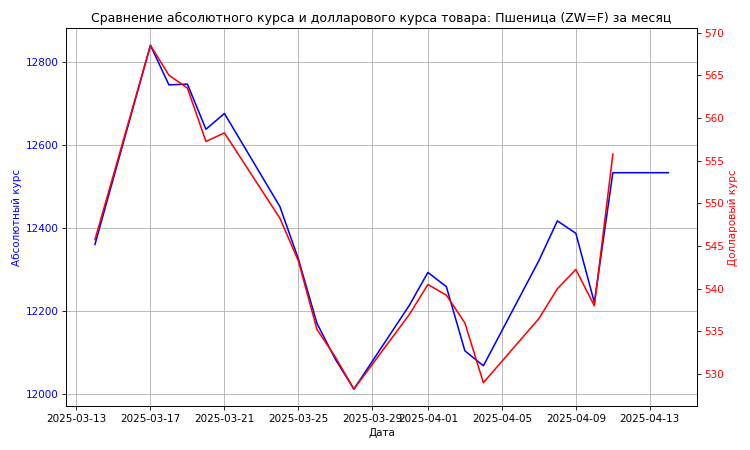 Сравнение абсолютного курса и долларового курса товара: Пшеница (ZW=F) за месяц
Абсолютный курс
12800
12600
12400
12200
12000
570
565
560
555
550
545
540
535
530
Долларовый курс
2025-03-13 2025-03-17 2025-03-21 2025-03-25 2025-03-29 2025-04-01 2025-04-05 2025-04-09 2025-04-13
Дата